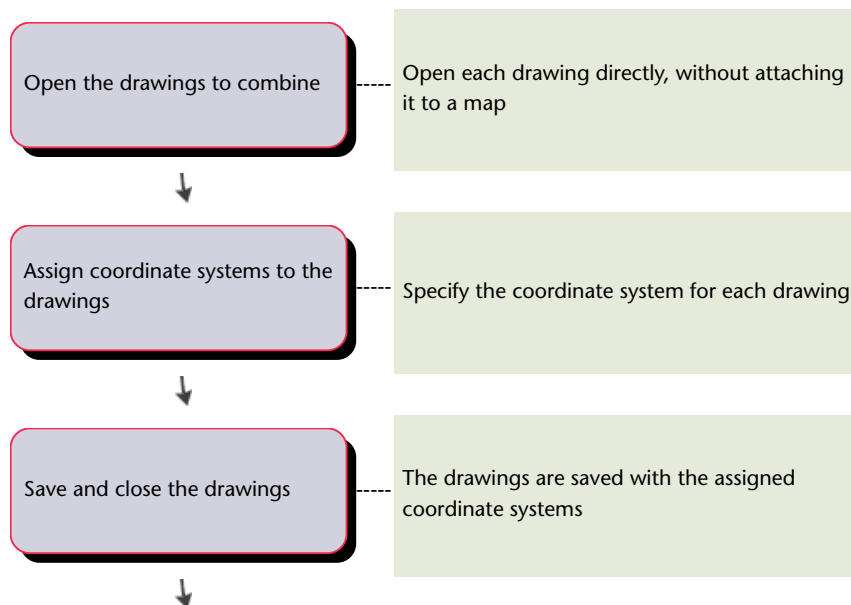 Open the drawings to combine
Open each drawing directly, without attaching
it to a map
Assign coordinate systems to the
drawings
Specify the coordinate system for each drawing
Save and close the drawings
The drawings are saved with the assigned
coordinate systems